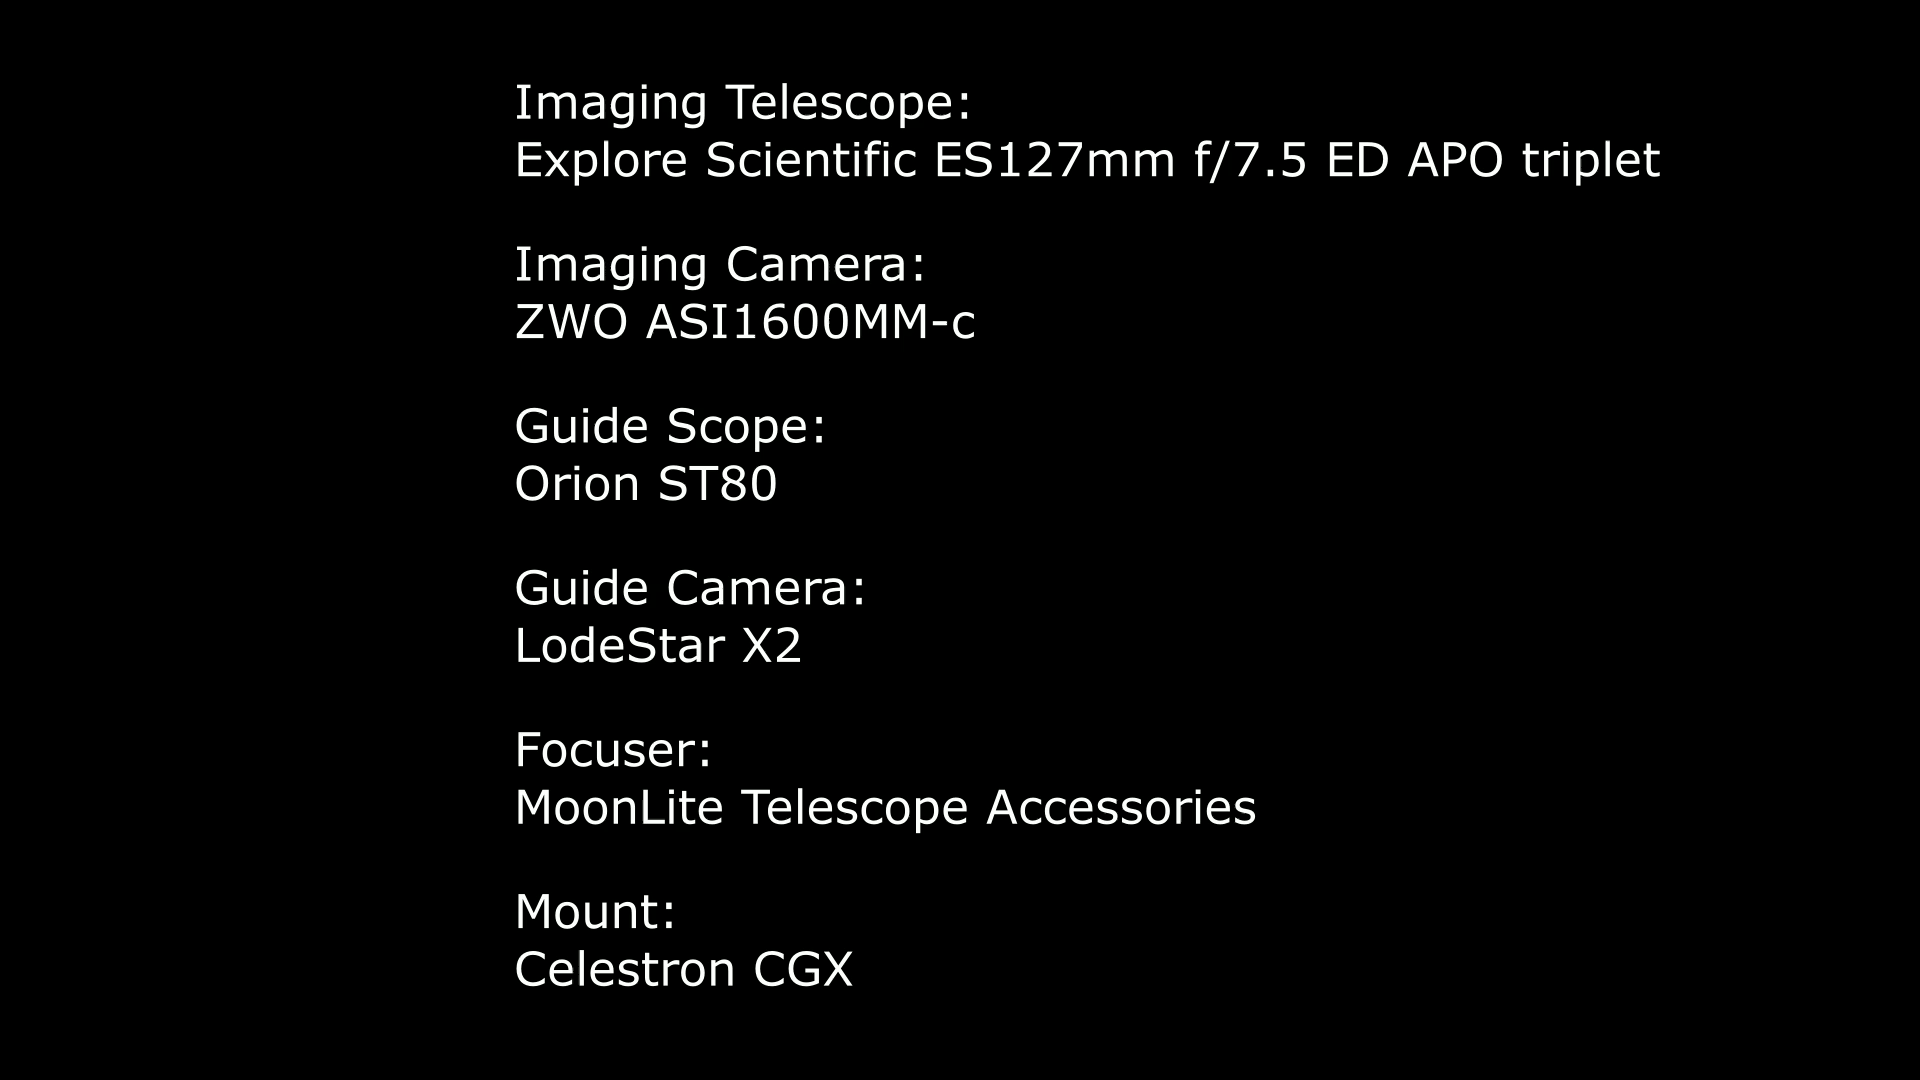 Imaging Telescope:
Explore Scientific ES127mm f/7.5 ED APO triplet
Imaging Camera:
ZWO ASI1600MM-c
Guide Scope:
Orion ST80
Guide Camera:
LodeStar X2
Focuser:
MoonLite Telescope Accessories
Mount:
Celestron CGX